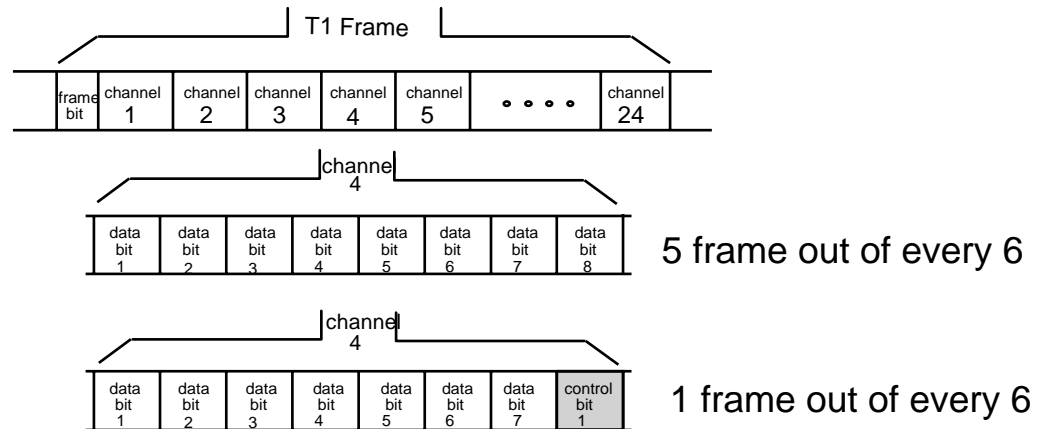 T1 Frame
frame bit
channel 1
channel 2
channel 3
channel 4
channel 5
channel 24
channel 4
data bit 1
data bit 2
data bit 3
data bit 4
data bit 5
data bit 6
data bit 7
data bit 8
5 frame out of every 6
channel 4
data bit 1
data bit 2
data bit 3
data bit 4
data bit 5
data bit 6
data bit 7
control bit 1
1 frame out of every 6